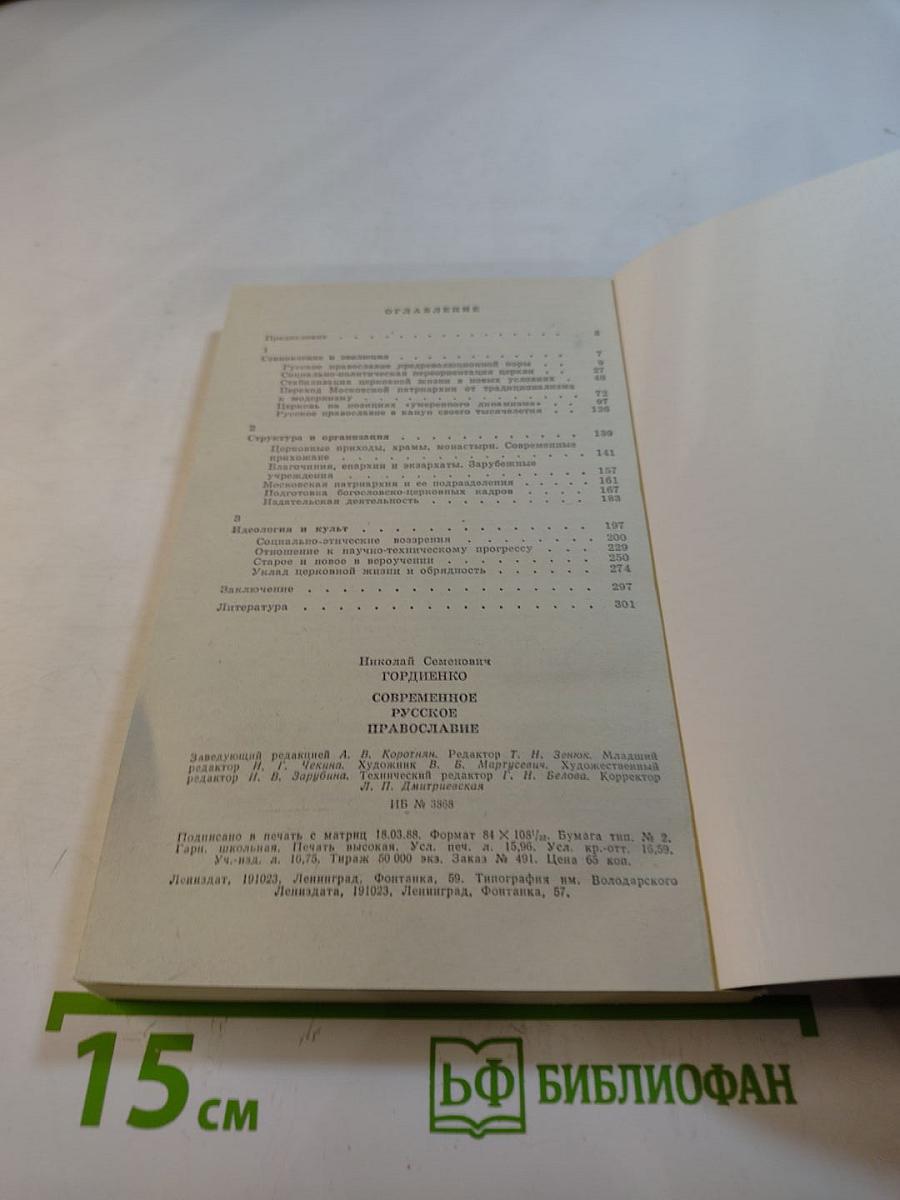 ОГЛАВЛЕНИЕ
Предисловие . . . . . . . . . . . . . . . 3
1
Становление и эволюция . . . . . . . . . . 7
Русское православие предреволюционной поры . . 9
Социально-политическая переориентация церкви . . 27
Стабилизация церковной жизни в новых условиях . 48
Переход Московской патриархии от традиционализма
к модернизму . . . . . . . . . . . . 72
Церковь на позициях «умеренного динамизма» . . 97
Русское православие в канун своего тысячелетия . . 126
2
Структура и организация . . . . . . . . . . . 139
Церковные приходы, храмы, монастыри. Современные
прихожане . . . . . . . . . . . . . 141
Благочиния, епархии и экзархаты. Зарубежные
учреждения . . . . . . . . . . . . . 157
Московская патриархия и ее подразделения . . . . . 161
Подготовка богословско-церковных кадров . . . . 167
Издательская деятельность . . . . . . . . . 183
3
Идеология и культ . . . . . . . . . . . . . 197
Социально-этические воззрения . . . . . . . 200
Отношение к научно-техническому прогрессу . . . 229
Старое и новое в вероучении . . . . . . . . 250
Уклад церковной жизни и обрядность . . . . . . 274
Заключение . . . . . . . . . . . . . . . . 297
Литература . . . . . . . . . . . . . . . . 301
Николай Семенович
ГОРДИЕНКО
СОВРЕМЕННОЕ
РУССКОЕ
ПРАВОСЛАВИЕ
Заведующий редакцией А. В. Коротнян. Редактор Т. Н. Зенюк. Младший
редактор Н. Г. Чекина. Художник В. Б. Мартусевич. Художественный
редактор И. В. Зарубина. Технический редактор Г. Н. Белова. Корректор
Л. П. Дмитриевская
ИБ № 3868
Подписано в печать с матриц 18.03.88. Формат 84×108¹/₃₂. Бумага тип. № 2.
Гарн. школьная. Печать высокая. Усл. печ. л. 15,96. Усл. кр.-отт. 16,59.
Уч.-изд. л. 16,75. Тираж 50 000 экз. Заказ № 491. Цена 65 коп.
Лениздат, 191023, Ленинград, Фонтанка, 59. Типография им. Володарского
Лениздата, 191023, Ленинград, Фонтанка, 57.
15 см
БФ БИБЛИОФАН